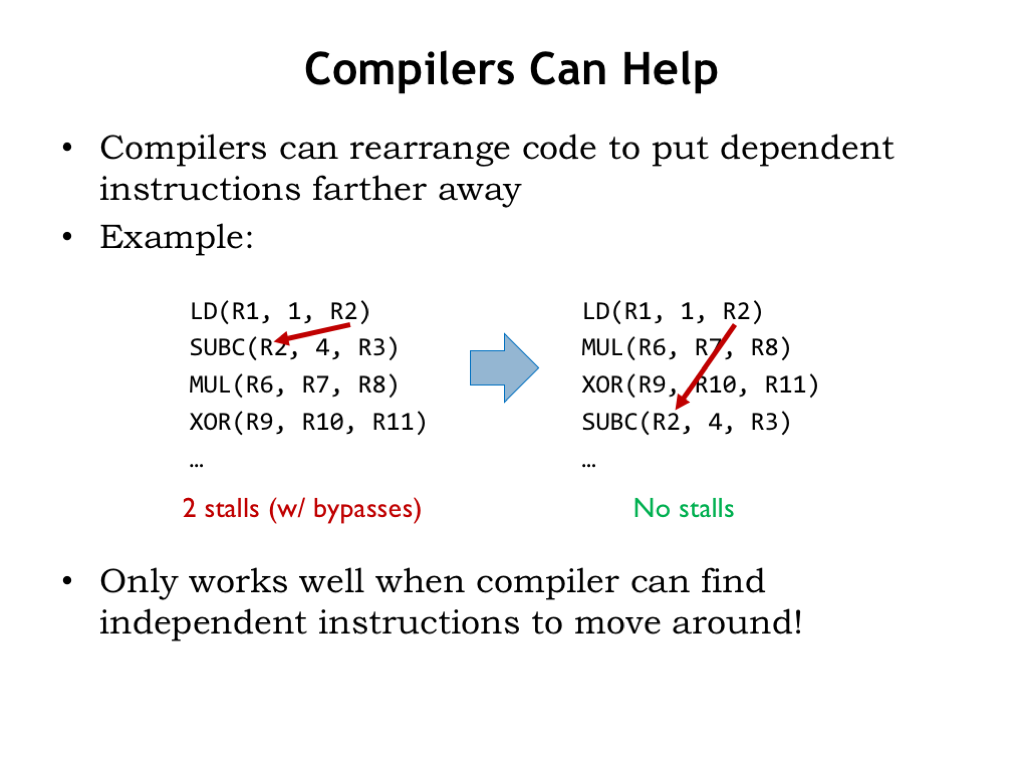 Compilers Can Help
• Compilers can rearrange code to put dependent
instructions farther away
• Example:
LD(R1, 1, R2)
SUBC(R2, 4, R3)
MUL(R6, R7, R8)
XOR(R9, R10, R11)
…
2 stalls (w/ bypasses)
LD(R1, 1, R2)
MUL(R6, R7, R8)
XOR(R9, R10, R11)
SUBC(R2, 4, R3)
…
No stalls
• Only works well when compiler can find
independent instructions to move around!